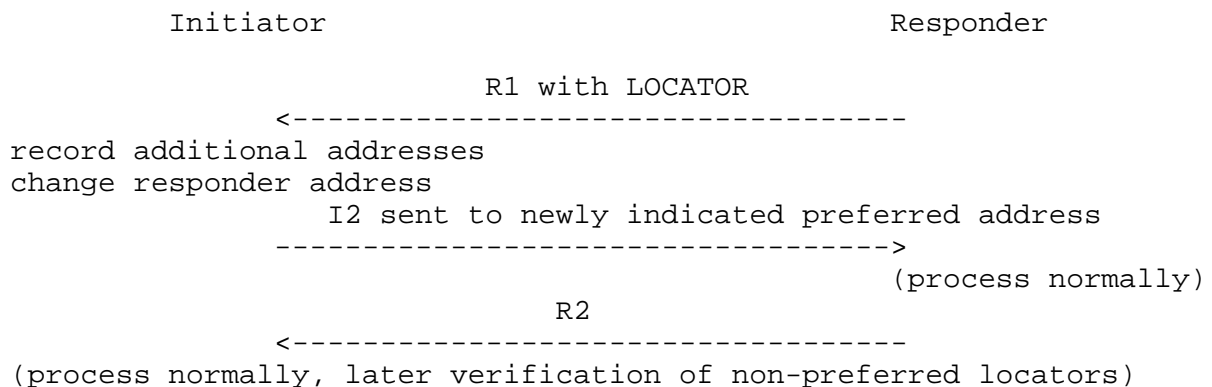 Initiator Responder
R1 with LOCATOR
<-----------------------------------
record additional addresses
change responder address
I2 sent to newly indicated preferred address
----------------------------------->
(process normally)
R2
<-----------------------------------
(process normally, later verification of non-preferred locators)